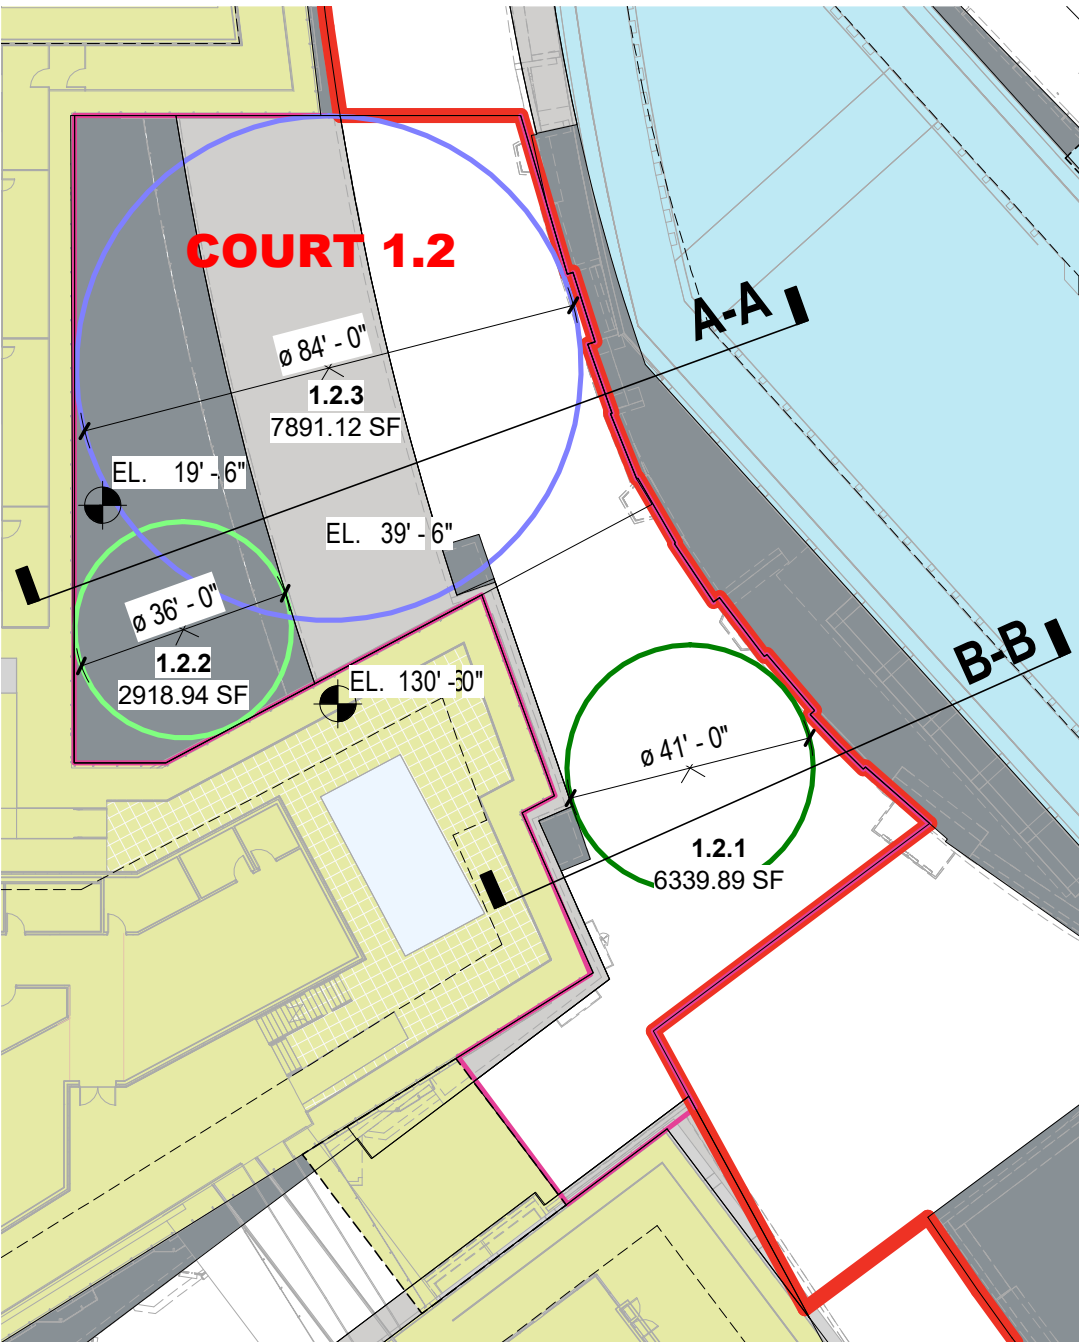 COURT 1.2
A-A
ø 84' - 0"
1.2.3
7891.12 SF
EL. 19' - 6"
EL. 39' - 6"
ø 36' - 0"
1.2.2
2918.94 SF
B-B
EL. 130' -
ø 41' - 0"
1.2.1
6339.89 SF